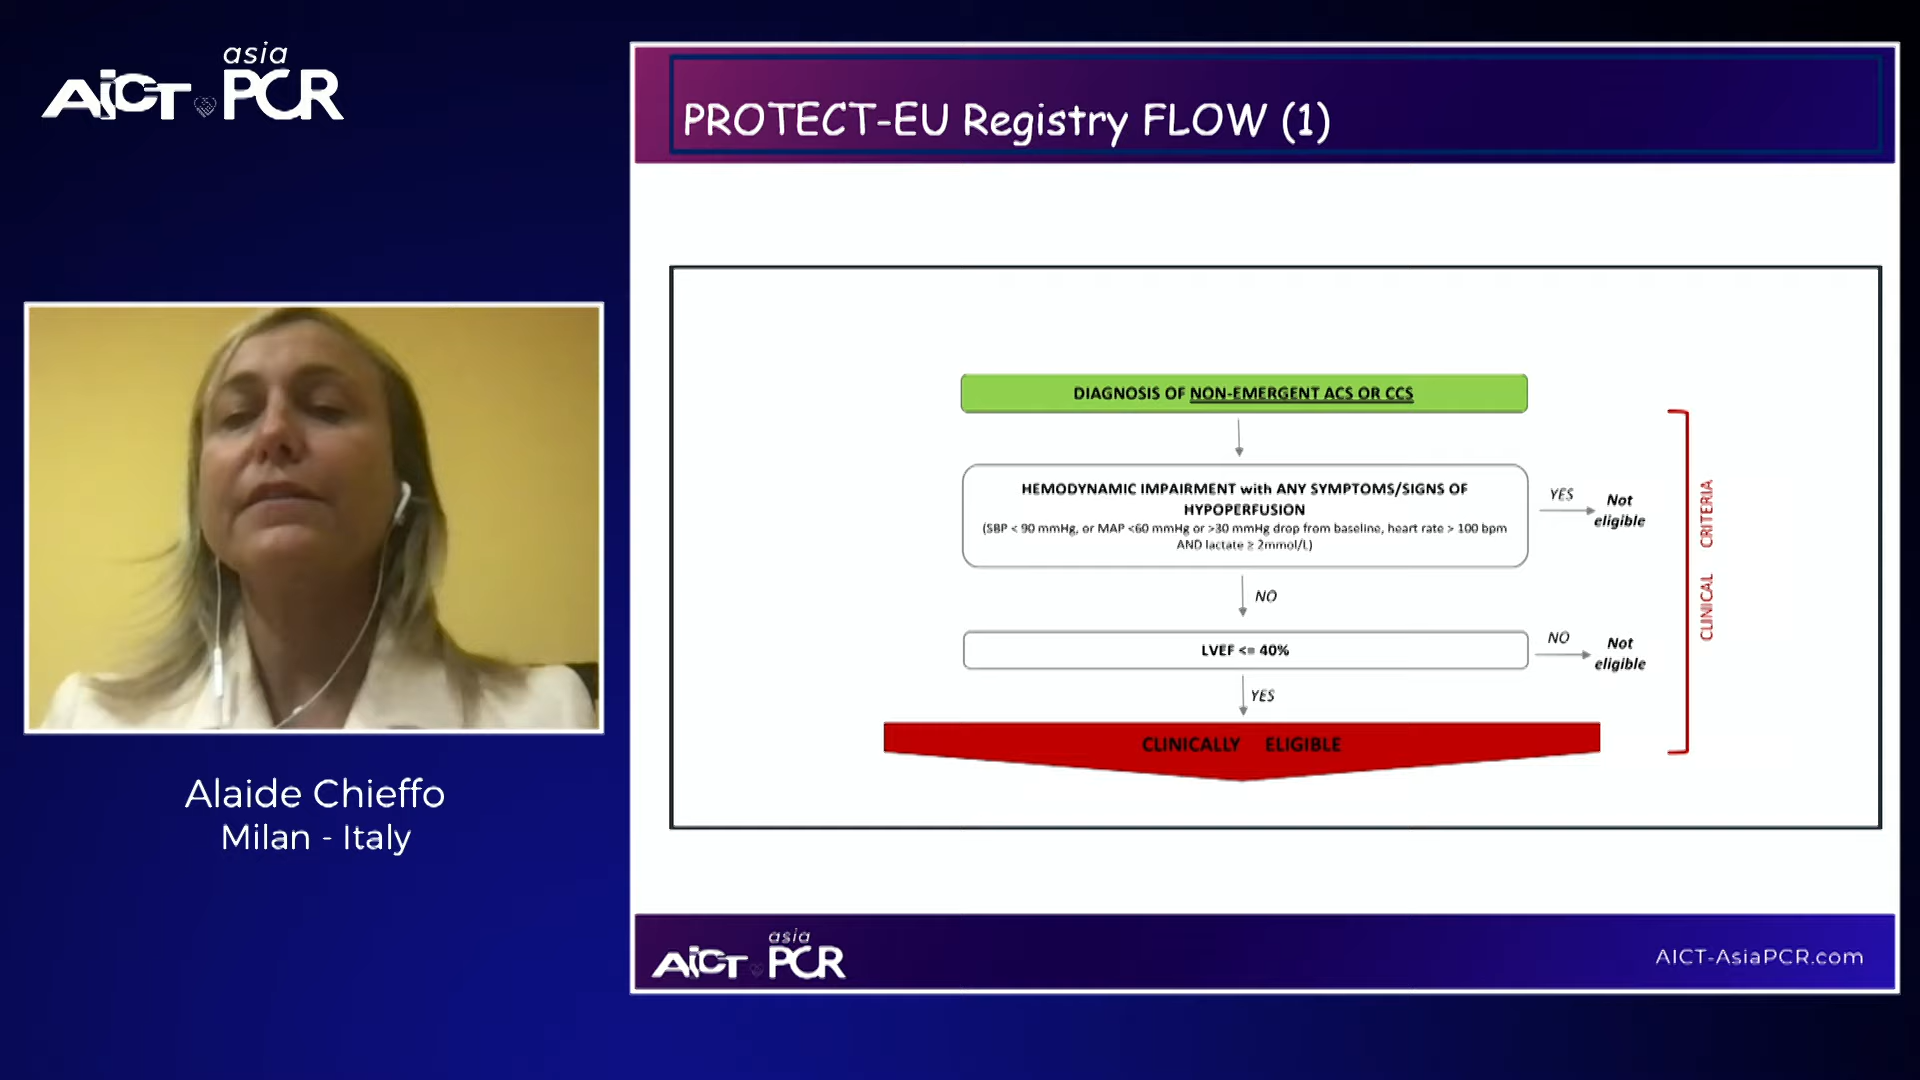 asia
AICT PCR
Alaide Chieffo
Milan - Italy
PROTECT-EU Registry FLOW (1)
DIAGNOSIS OF NON-EMERGENT ACS OR CCS
HEMODYNAMIC IMPAIRMENT with ANY SYMPTOMS/SIGNS OF
HYPOPERFUSION
(SBP < 90 mmHg, or MAP <60 mmHg or >30 mmHg drop from baseline, heart rate > 100 bpm
AND lactate ≥ 2mmol/L)
YES
Not
eligible
NO
LVEF <= 40%
NO
Not
eligible
YES
CLINICALLY ELIGIBLE
CLINICAL CRITERIA
asia
AICT PCR
AICT-AsiaPCR.com